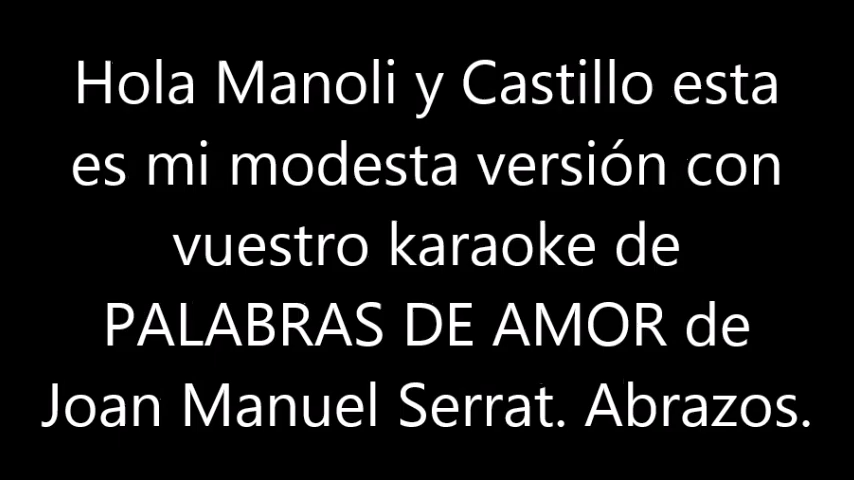 Hola Manoli y Castillo esta
es mi modesta versión con
vuestro karaoke de
PALABRAS DE AMOR de
Joan Manuel Serrat. Abrazos.